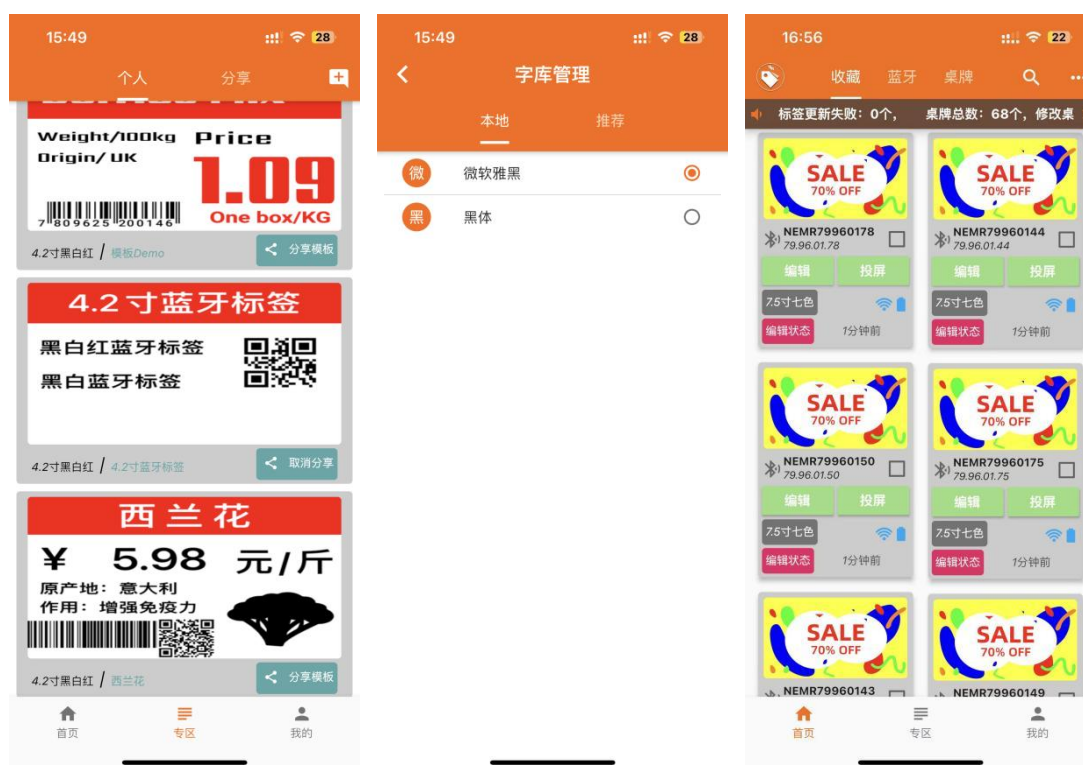 15:49
28
个人
分享
Weight/100kg
Origin/ UK
Price
1.09
One box/KG
7 809625 200146
4.2寸黑白红 / 模板Demo
分享模板
4.2寸蓝牙标签
黑白红蓝牙标签
黑白蓝牙标签
4.2寸黑白红 / 4.2寸蓝牙标签
取消分享
西兰花
¥ 5.98 元/斤
原产地：意大利
作用：增强免疫力
4.2寸黑白红 / 西兰花
分享模板
首页
专区
我的
15:49
28
字库管理
本地
推荐
微 微软雅黑
黑 黑体
16:56
22
收藏
蓝牙
桌牌
标签更新失败：0个， 桌牌总数：68个，修改桌
SALE
70% OFF
NEMR79960178
79.96.01.78
编辑
投屏
7.5寸七色
编辑状态
1分钟前
SALE
70% OFF
NEMR79960144
79.96.01.44
编辑
投屏
7.5寸七色
编辑状态
1分钟前
SALE
70% OFF
NEMR79960150
79.96.01.50
编辑
投屏
7.5寸七色
编辑状态
1分钟前
SALE
70% OFF
NEMR79960175
79.96.01.75
编辑
投屏
7.5寸七色
编辑状态
1分钟前
SALE
70% OFF
NEMR79960143
SALE
70% OFF
NEMR79960149
首页
专区
我的